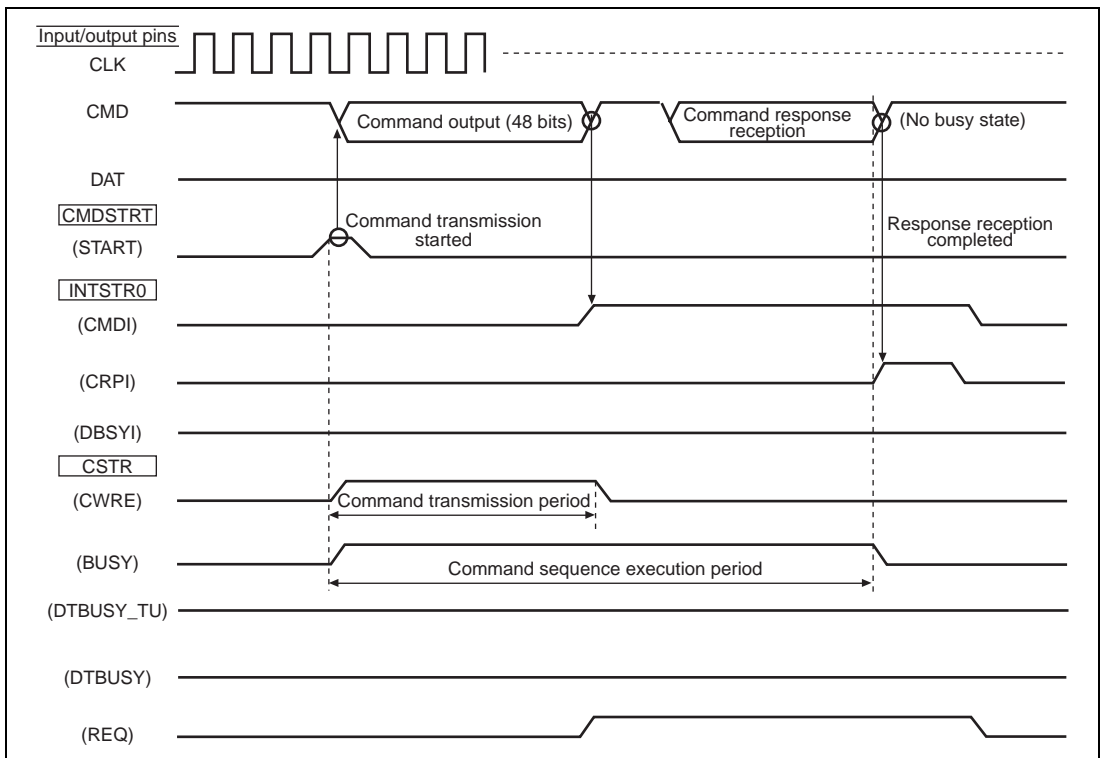 Input/output pins
CLK
CMD
Command output (48 bits)
Command response
reception
(No busy state)
DAT
CMDSTRT
(START)
Command transmission
started
Response reception
completed
INTSTR0
(CMDI)
(CRPI)
(DBSYI)
CSTR
(CWRE)
Command transmission period
(BUSY)
Command sequence execution period
(DTBUSY_TU)
(DTBUSY)
(REQ)